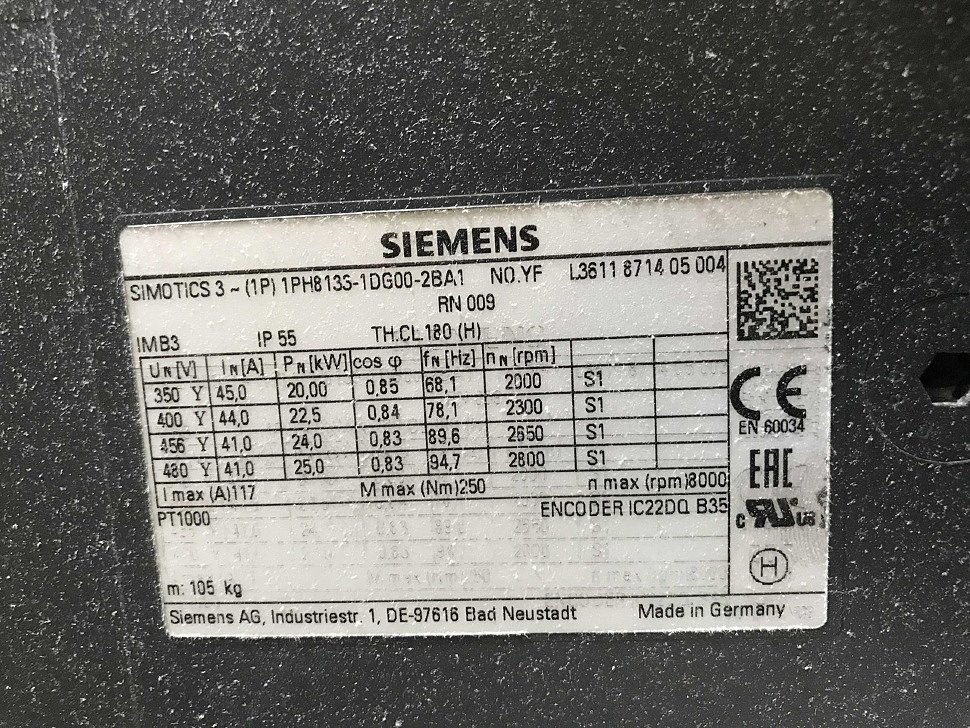 SIEMENS
SIMOTICS 3 ~ (1P) 1PH8133-1DG00-2BA1 NO.YF L3611 8714 05 004
RN 009
IMB3 IP 55 TH.CL.180 (H)
UN [V] IN [A] PN [kW] cos φ fN [Hz] nN [rpm]
350 Y 45,0 20,00 0,85 68,1 2000 S1
400 Y 44,0 22,5 0,84 78,1 2300 S1
456 Y 41,0 24,0 0,83 89,6 2650 S1
480 Y 41,0 25,0 0,83 94,7 2800 S1
I max (A)117 M max (Nm)250 n max (rpm)8000
PT1000 ENCODER IC22DQ B35
m: 105 kg
Siemens AG, Industriestr. 1, DE-97616 Bad Neustadt Made in Germany
CE
EN 60034
EAC
c RU us
H